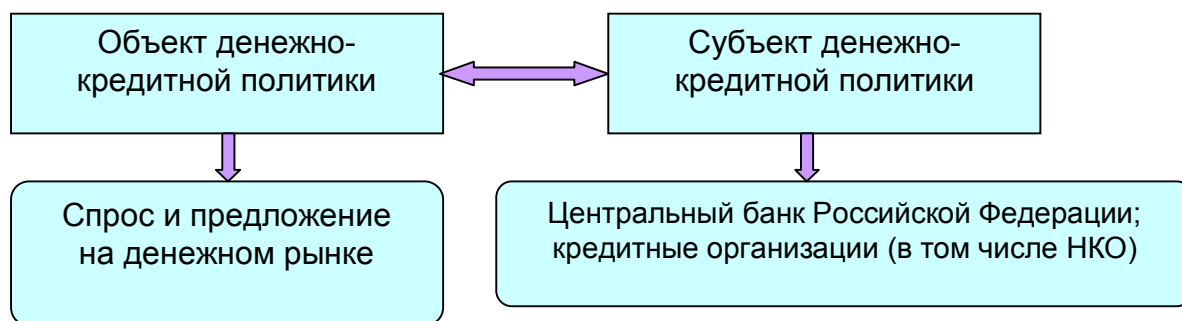 Объект денежно-
кредитной политики
Субъект денежно-
кредитной политики
Спрос и предложение
на денежном рынке
Центральный банк Российской Федерации;
кредитные организации (в том числе НКО)